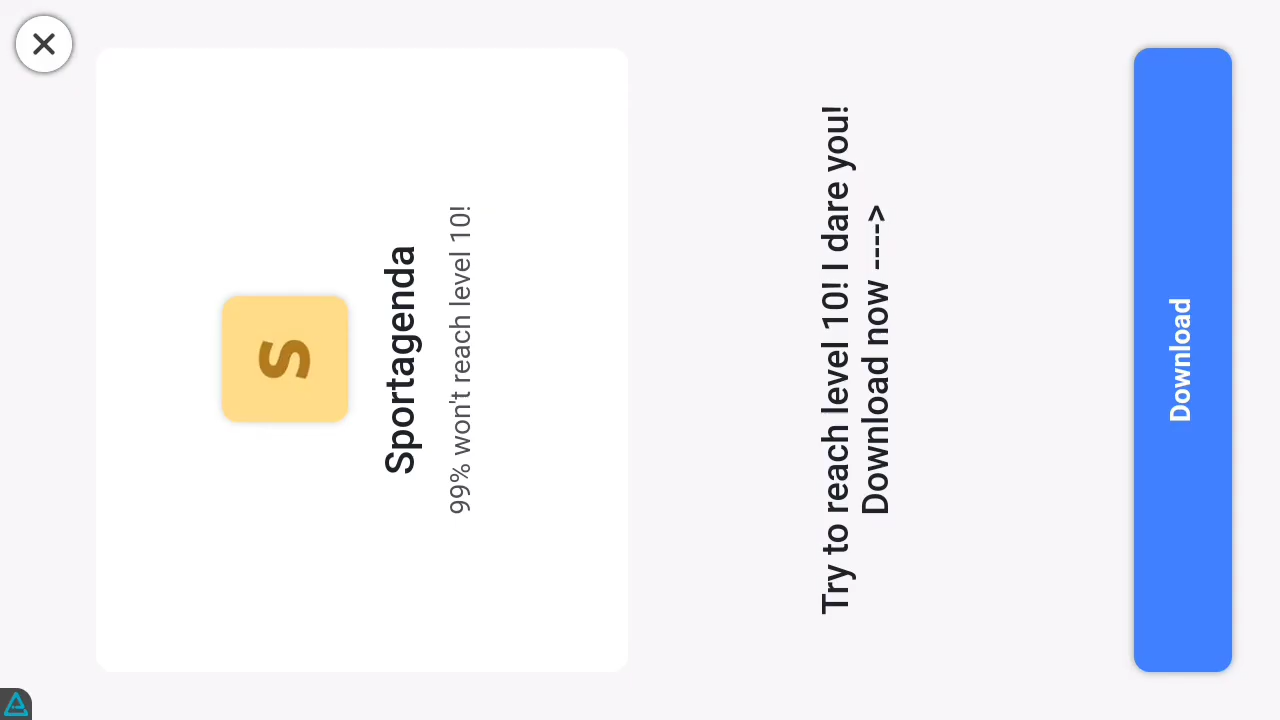 S
Sportagenda
99% won't reach level 10!
Try to reach level 10! I dare you!
Download now ---->
Download